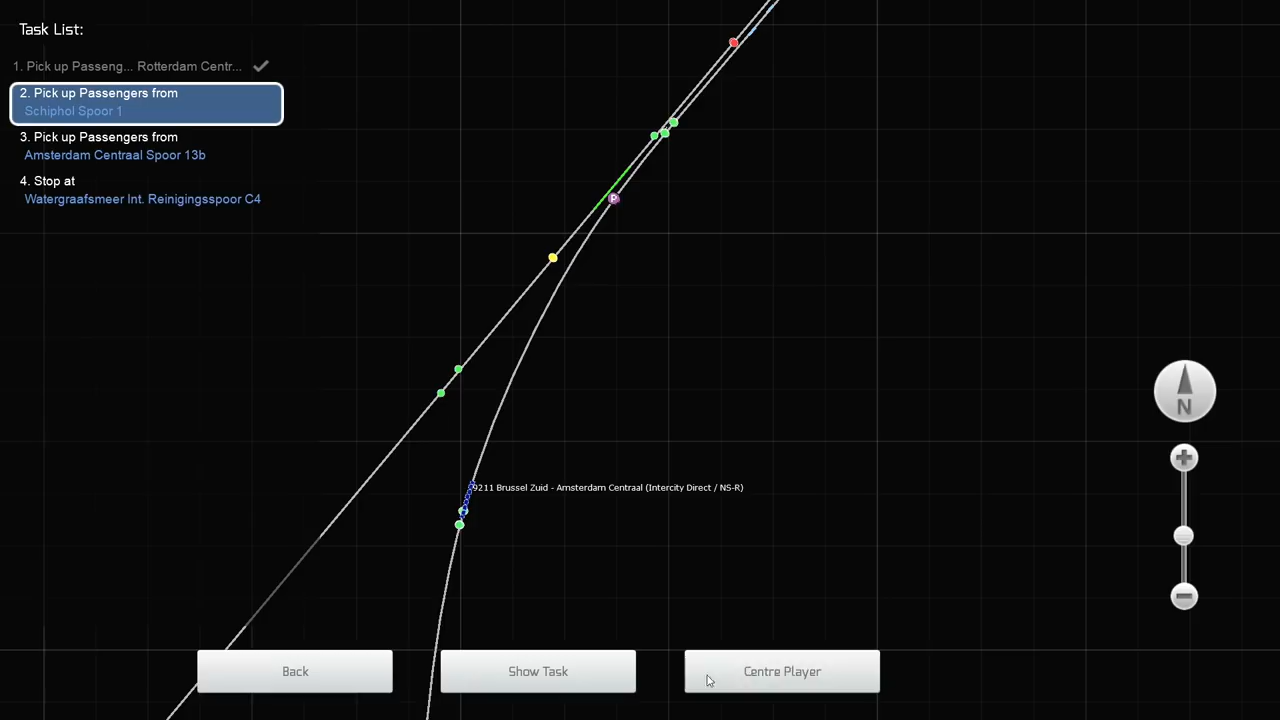 Task List:
1. Pick up Passeng... Rotterdam Centr...
2. Pick up Passengers from
Schiphol Spoor 1
3. Pick up Passengers from
Amsterdam Centraal Spoor 13b
4. Stop at
Watergraafsmeer Int. Reinigingsspoor C4
P
9211 Brussel Zuid - Amsterdam Centraal (Intercity Direct / NS-R)
N
Back
Show Task
Centre Player